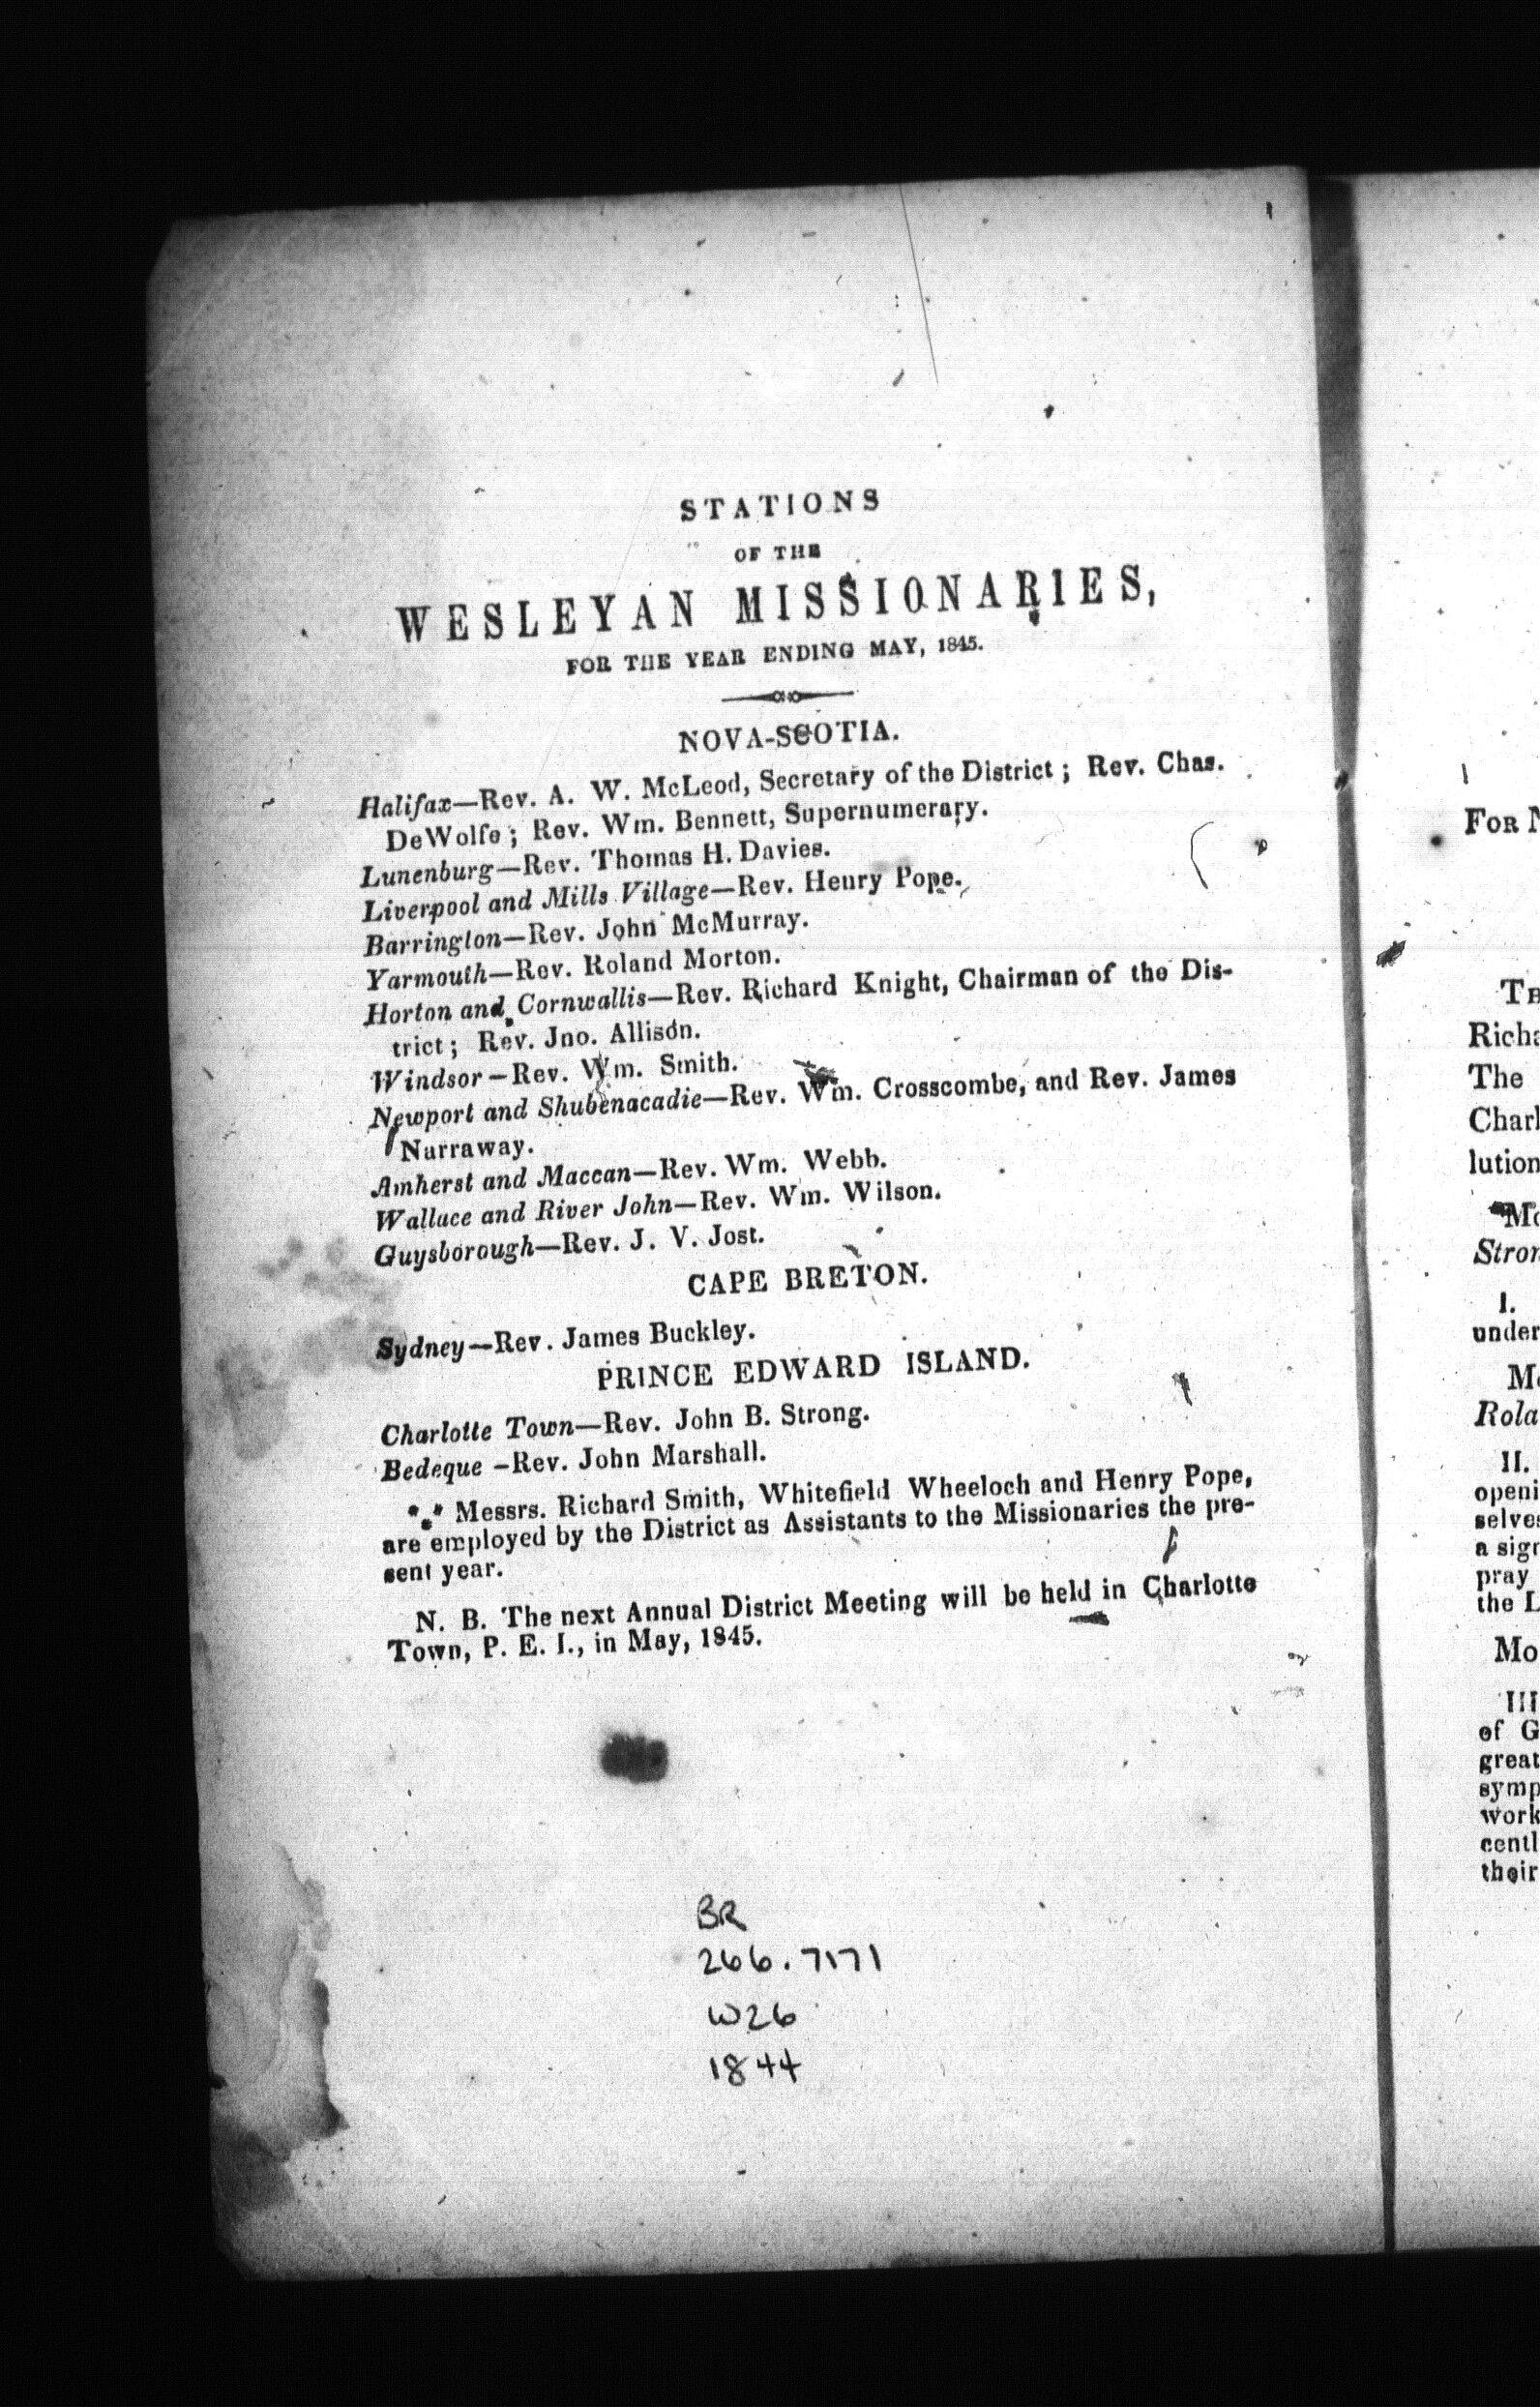 STATIONS
OF THE
WESLEYAN MISSIONARIES,
FOR THE YEAR ENDING MAY, 1845.
NOVA-SCOTIA.
Halifax—Rev. A. W. McLeod, Secretary of the District; Rev. Chas.
DeWolfe; Rev. Wm. Bennett, Supernumerary.
Lunenburg—Rev. Thomas H. Davies.
Liverpool and Mills Village—Rev. Henry Pope.
Barrington—Rev. John McMurray.
Yarmouth—Rev. Roland Morton.
Horton and Cornwallis—Rev. Richard Knight, Chairman of the Dis-
trict; Rev. Jno. Allison.
Windsor—Rev. Wm. Smith.
Newport and Shubenacadie—Rev. Wm. Crosscombe, and Rev. James
Narraway.
Amherst and Maccan—Rev. Wm. Webb.
Wallace and River John—Rev. Wm. Wilson.
Guysborough—Rev. J. V. Jost.
CAPE BRETON.
Sydney—Rev. James Buckley.
PRINCE EDWARD ISLAND.
Charlotte Town—Rev. John B. Strong.
Bedeque—Rev. John Marshall.
*.* Messrs. Richard Smith, Whitefield Wheeloch and Henry Pope,
are employed by the District as Assistants to the Missionaries the pre-
sent year.
N. B. The next Annual District Meeting will be held in Charlotte
Town, P. E. I., in May, 1845.
BR
266.7171
W26
1844
FOR
Richa
The
Charl
lution
Stron
I.
under
Rola
II.
openi
selves
a sign
pray
the L
Mo
III
of G
great
symp
work
centl
their